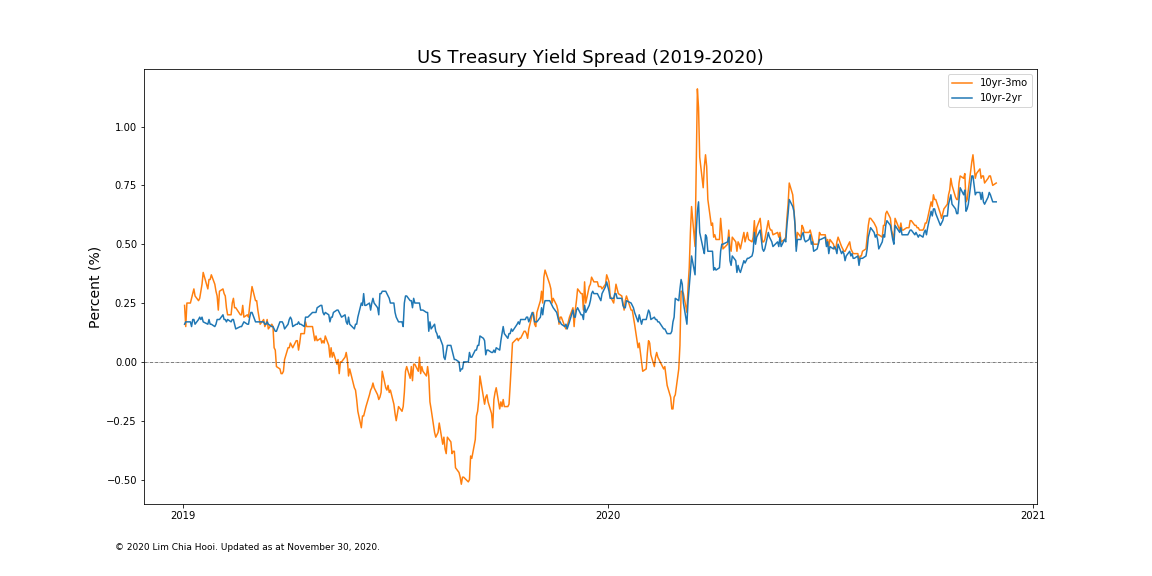 US Treasury Yield Spread (2019-2020)
10yr-3mo
10yr-2yr
Percent (%)
1.00
0.75
0.50
0.25
0.00
−0.25
−0.50
2019
2020
2021
© 2020 Lim Chia Hooi. Updated as at November 30, 2020.